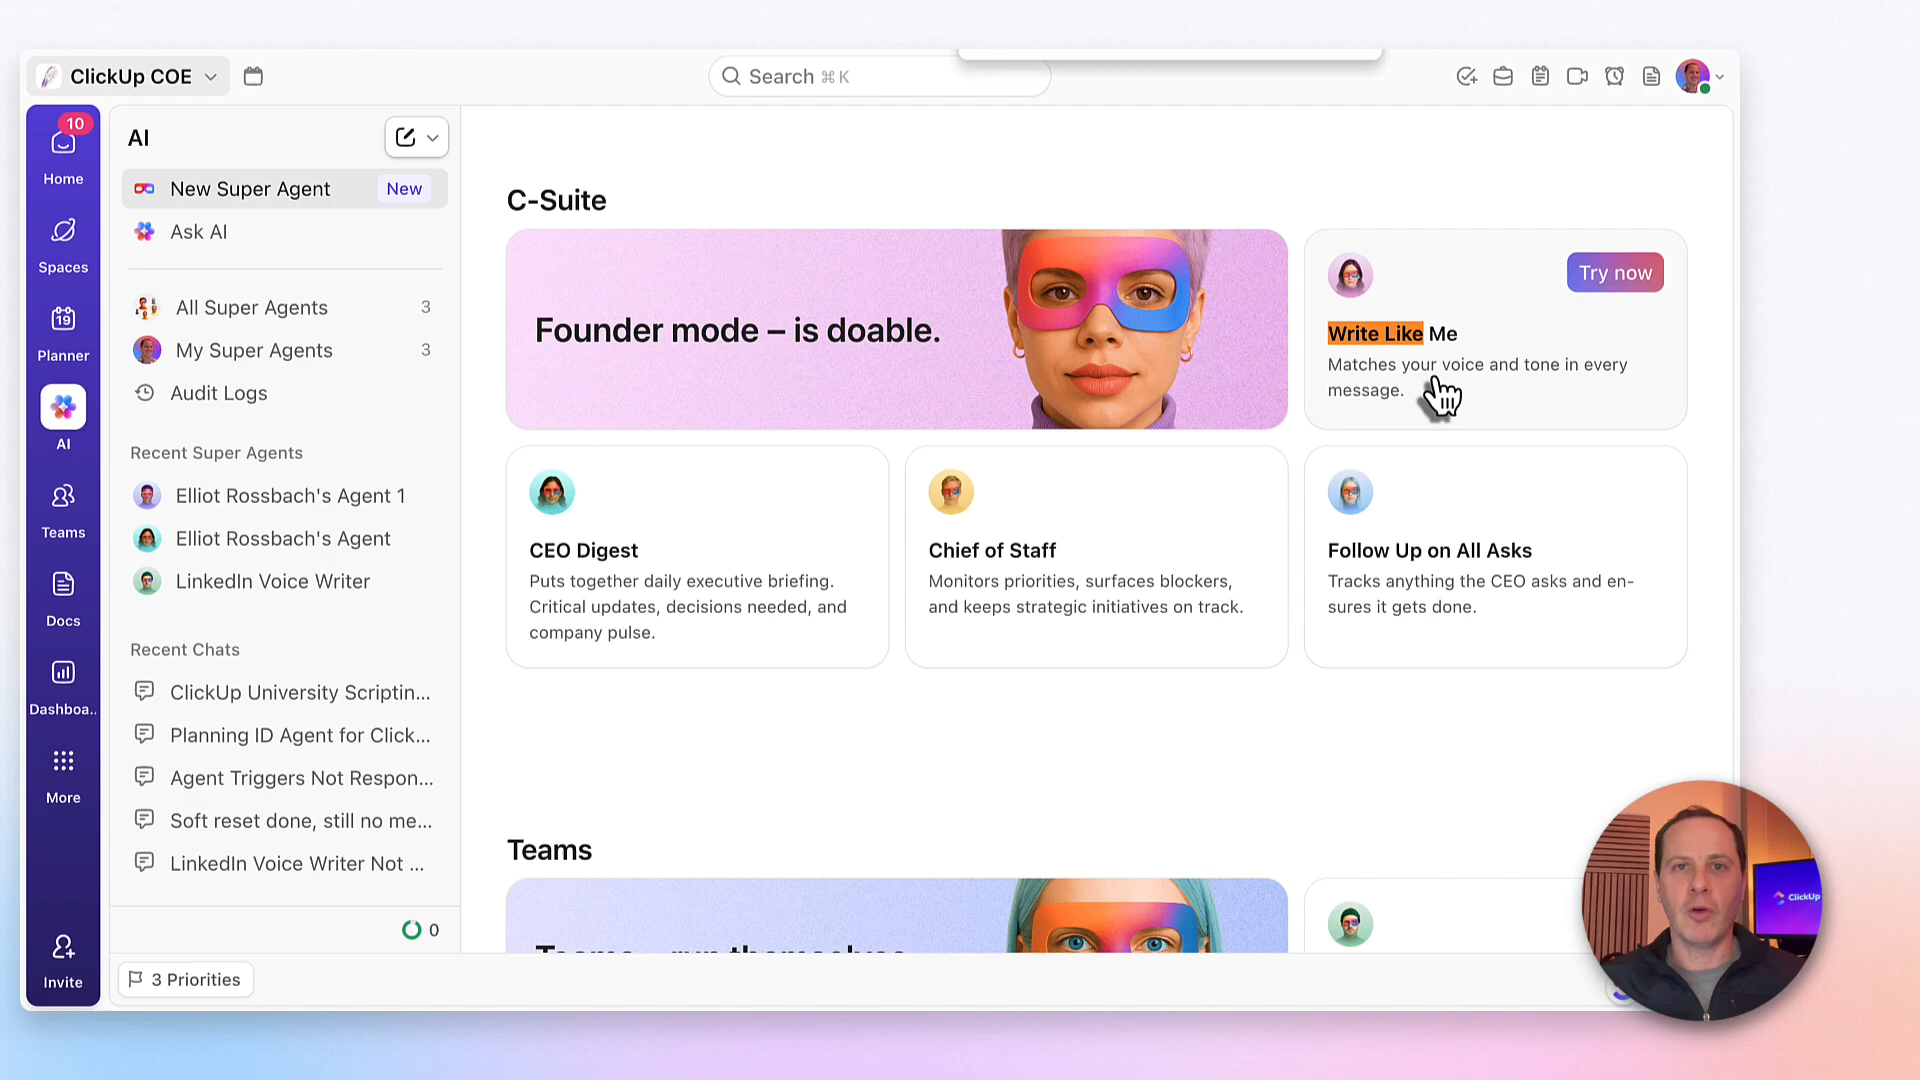 ClickUp COE
Search ⌘ K
10
Home
Spaces
19
Planner
AI
Teams
Docs
Dashboa..
More
Invite
AI
New Super Agent New
Ask AI
All Super Agents 3
My Super Agents 3
Audit Logs
Recent Super Agents
Elliot Rossbach's Agent 1
Elliot Rossbach's Agent
LinkedIn Voice Writer
Recent Chats
ClickUp University Scriptin...
Planning ID Agent for Click...
Agent Triggers Not Respon...
Soft reset done, still no me...
LinkedIn Voice Writer Not ...
0
3 Priorities
C-Suite
Founder mode – is doable.
Try now
Write Like Me
Matches your voice and tone in every
message.
CEO Digest
Puts together daily executive briefing.
Critical updates, decisions needed, and
company pulse.
Chief of Staff
Monitors priorities, surfaces blockers,
and keeps strategic initiatives on track.
Follow Up on All Asks
Tracks anything the CEO asks and en-
sures it gets done.
Teams
Teams – run themselves
ClickUp